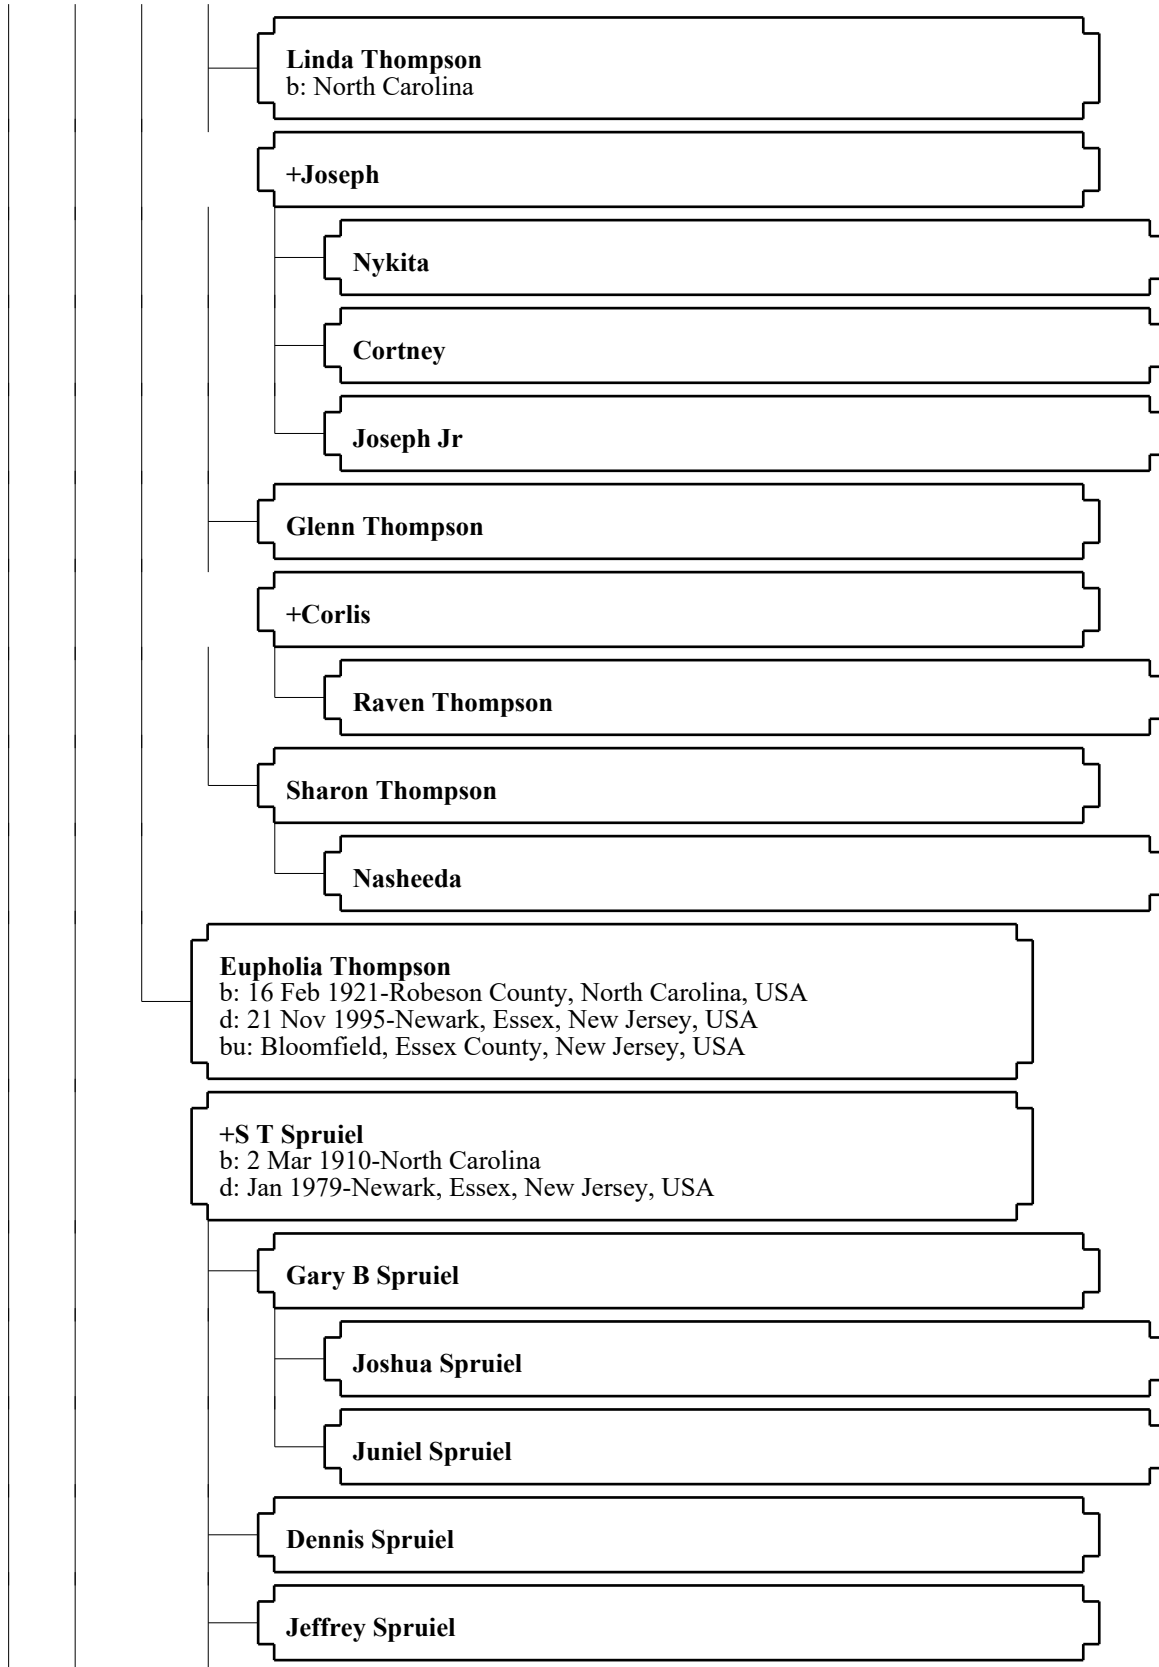 Linda Thompson
b: North Carolina
+Joseph
Nykita
Cortney
Joseph Jr
Glenn Thompson
+Corlis
Raven Thompson
Sharon Thompson
Nasheeda
Eupholia Thompson
b: 16 Feb 1921-Robeson County, North Carolina, USA
d: 21 Nov 1995-Newark, Essex, New Jersey, USA
bu: Bloomfield, Essex County, New Jersey, USA
+S T Spruiel
b: 2 Mar 1910-North Carolina
d: Jan 1979-Newark, Essex, New Jersey, USA
Gary B Spruiel
Joshua Spruiel
Juniel Spruiel
Dennis Spruiel
Jeffrey Spruiel